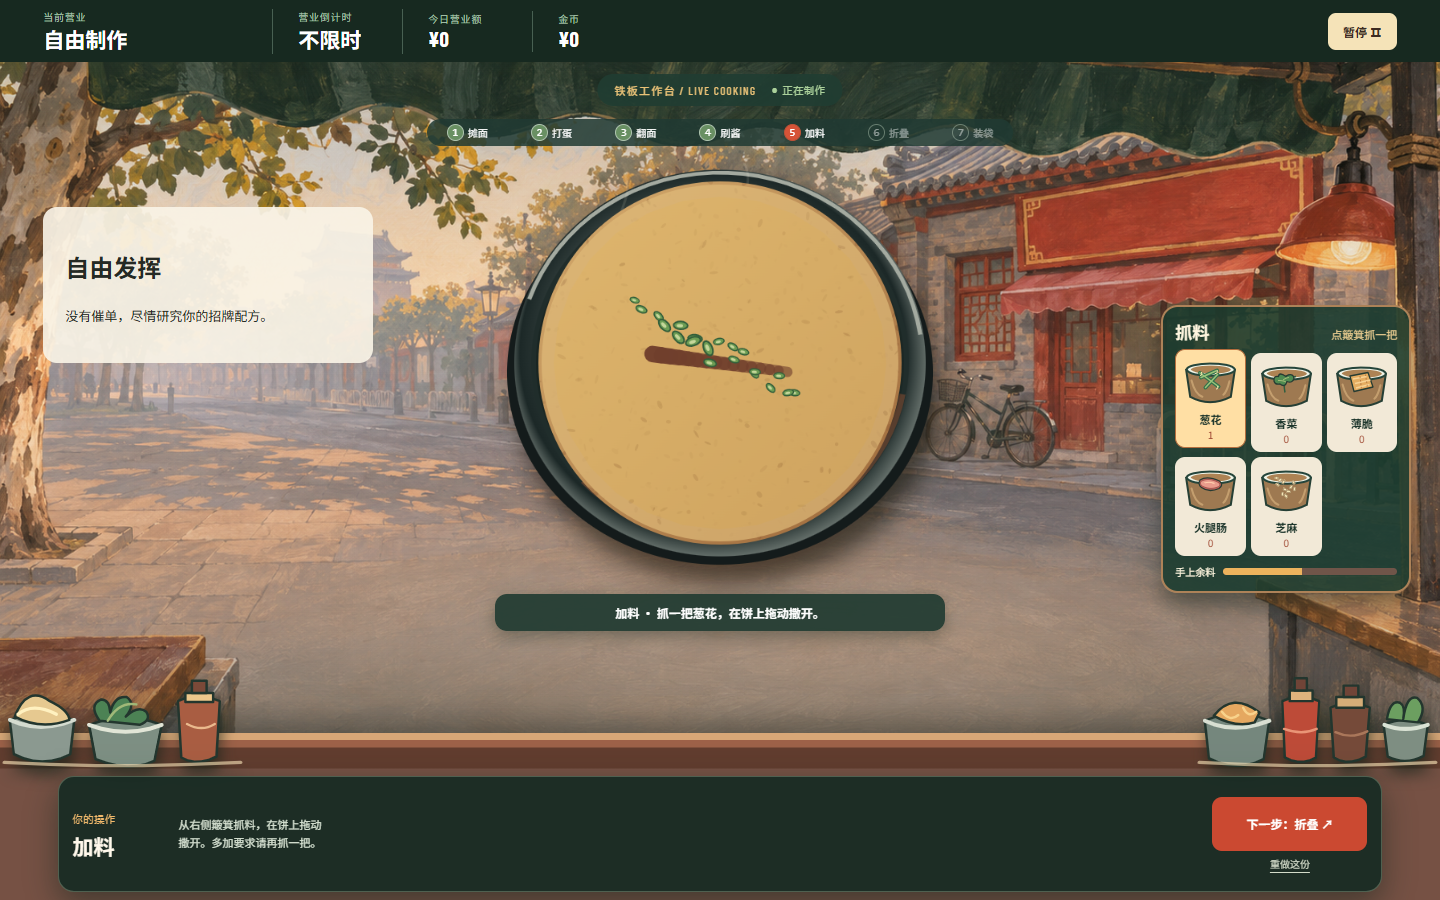 当前营业
自由制作
营业倒计时
不限时
今日营业额
¥0
金币
¥0
暂停 II
铁板工作台 / LIVE COOKING
正在制作
1 摊面
2 打蛋
3 翻面
4 刷酱
5 加料
6 折叠
7 装袋
自由发挥
没有催单，尽情研究你的招牌配方。
抓料
点簸箕抓一把
葱花
1
香菜
0
薄脆
0
火腿肠
0
芝麻
0
手上余料
加料 · 抓一把葱花，在饼上拖动撒开。
你的操作
加料
从右侧簸箕抓料，在饼上拖动
撒开。多加要求请再抓一把。
下一步：折叠 ↗
重做这份